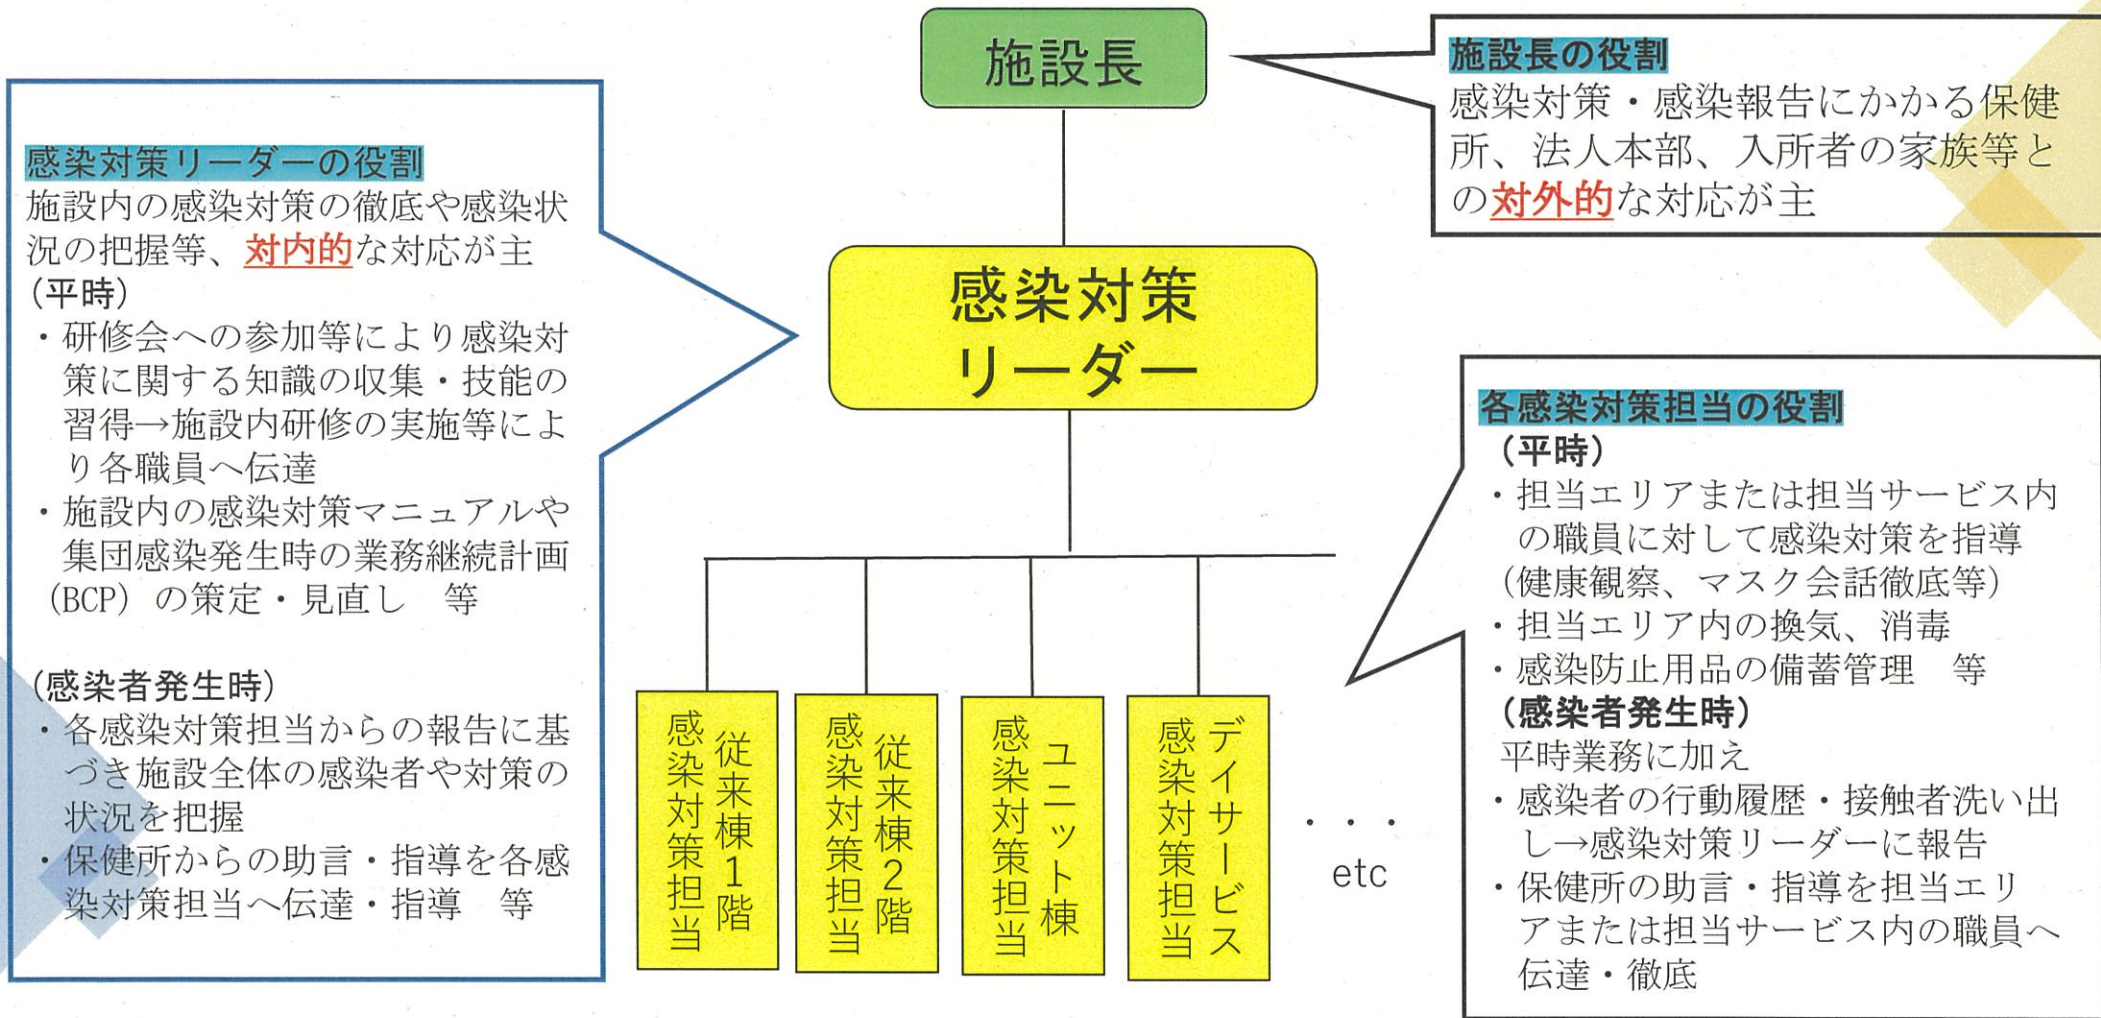 施設長
施設長の役割
感染対策・感染報告にかかる保健
所、法人本部、入所者の家族等と
の対外的な対応が主
感染対策リーダーの役割
施設内の感染対策の徹底や感染状
況の把握等、対内的な対応が主
(平時)
・研修会への参加等により感染対
策に関する知識の収集・技能の
習得→施設内研修の実施等によ
り各職員へ伝達
・施設内の感染対策マニュアルや
集団感染発生時の業務継続計画
(BCP) の策定・見直し　等
(感染者発生時)
・各感染対策担当からの報告に基
づき施設全体の感染者や対策の
状況を把握
・保健所からの助言・指導を各感
染対策担当へ伝達・指導　等
感染対策
リーダー
従来棟1階
感染対策担当
従来棟2階
感染対策担当
ユニット棟
感染対策担当
デイサービス
感染対策担当
・・・
etc
各感染対策担当の役割
(平時)
・担当エリアまたは担当サービス内
の職員に対して感染対策を指導
(健康観察、マスク会話徹底等)
・担当エリア内の換気、消毒
・感染防止用品の備蓄管理　等
(感染者発生時)
平時業務に加え
・感染者の行動履歴・接触者洗い出
し→感染対策リーダーに報告
・保健所の助言・指導を担当エリ
アまたは担当サービス内の職員へ
伝達・徹底